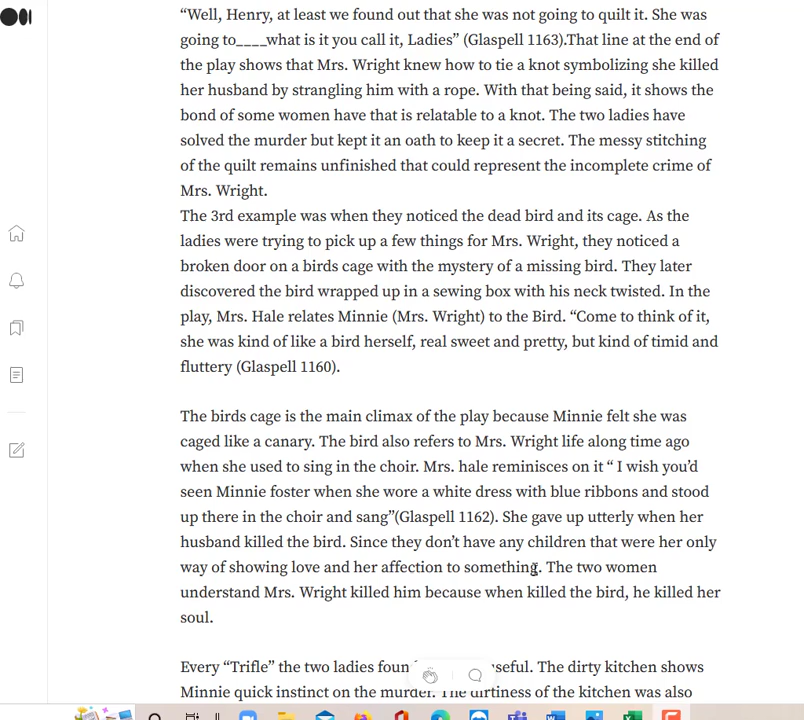 “Well, Henry, at least we found out that she was not going to quilt it. She was
going to____what is it you call it, Ladies” (Glaspell 1163).That line at the end of
the play shows that Mrs. Wright knew how to tie a knot symbolizing she killed
her husband by strangling him with a rope. With that being said, it shows the
bond of some women have that is relatable to a knot. The two ladies have
solved the murder but kept it an oath to keep it a secret. The messy stitching
of the quilt remains unfinished that could represent the incomplete crime of
Mrs. Wright.
The 3rd example was when they noticed the dead bird and its cage. As the
ladies were trying to pick up a few things for Mrs. Wright, they noticed a
broken door on a birds cage with the mystery of a missing bird. They later
discovered the bird wrapped up in a sewing box with his neck twisted. In the
play, Mrs. Hale relates Minnie (Mrs. Wright) to the Bird. “Come to think of it,
she was kind of like a bird herself, real sweet and pretty, but kind of timid and
fluttery (Glaspell 1160).
The birds cage is the main climax of the play because Minnie felt she was
caged like a canary. The bird also refers to Mrs. Wright life along time ago
when she used to sing in the choir. Mrs. hale reminisces on it “ I wish you’d
seen Minnie foster when she wore a white dress with blue ribbons and stood
up there in the choir and sang”(Glaspell 1162). She gave up utterly when her
husband killed the bird. Since they don’t have any children that were her only
way of showing love and her affection to something. The two women
understand Mrs. Wright killed him because when killed the bird, he killed her
soul.
Every “Trifle” the two ladies useful. The dirty kitchen shows
Minnie quick instinct on the murder. The dirtiness of the kitchen was also